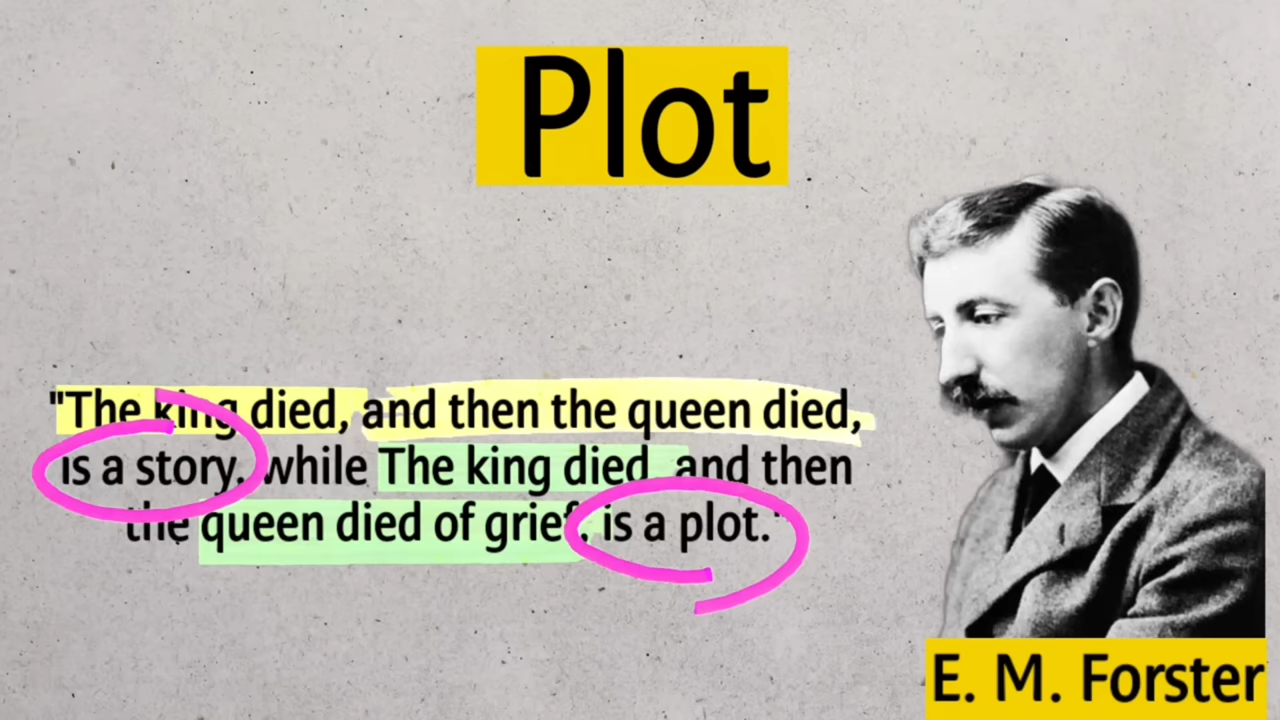 Plot
"The king died, and then the queen died,
is a story. while The king died, and then
the queen died of grief, is a plot."
E. M. Forster